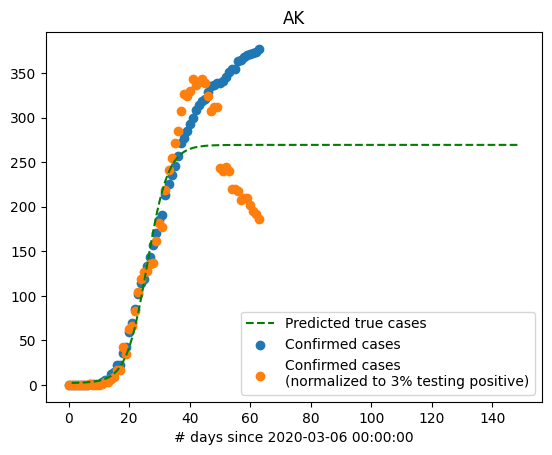 AK
350
300
250
200
150
100
50
0
0 20 40 60 80 100 120 140
# days since 2020-03-06 00:00:00
Predicted true cases
Confirmed cases
Confirmed cases
(normalized to 3% testing positive)